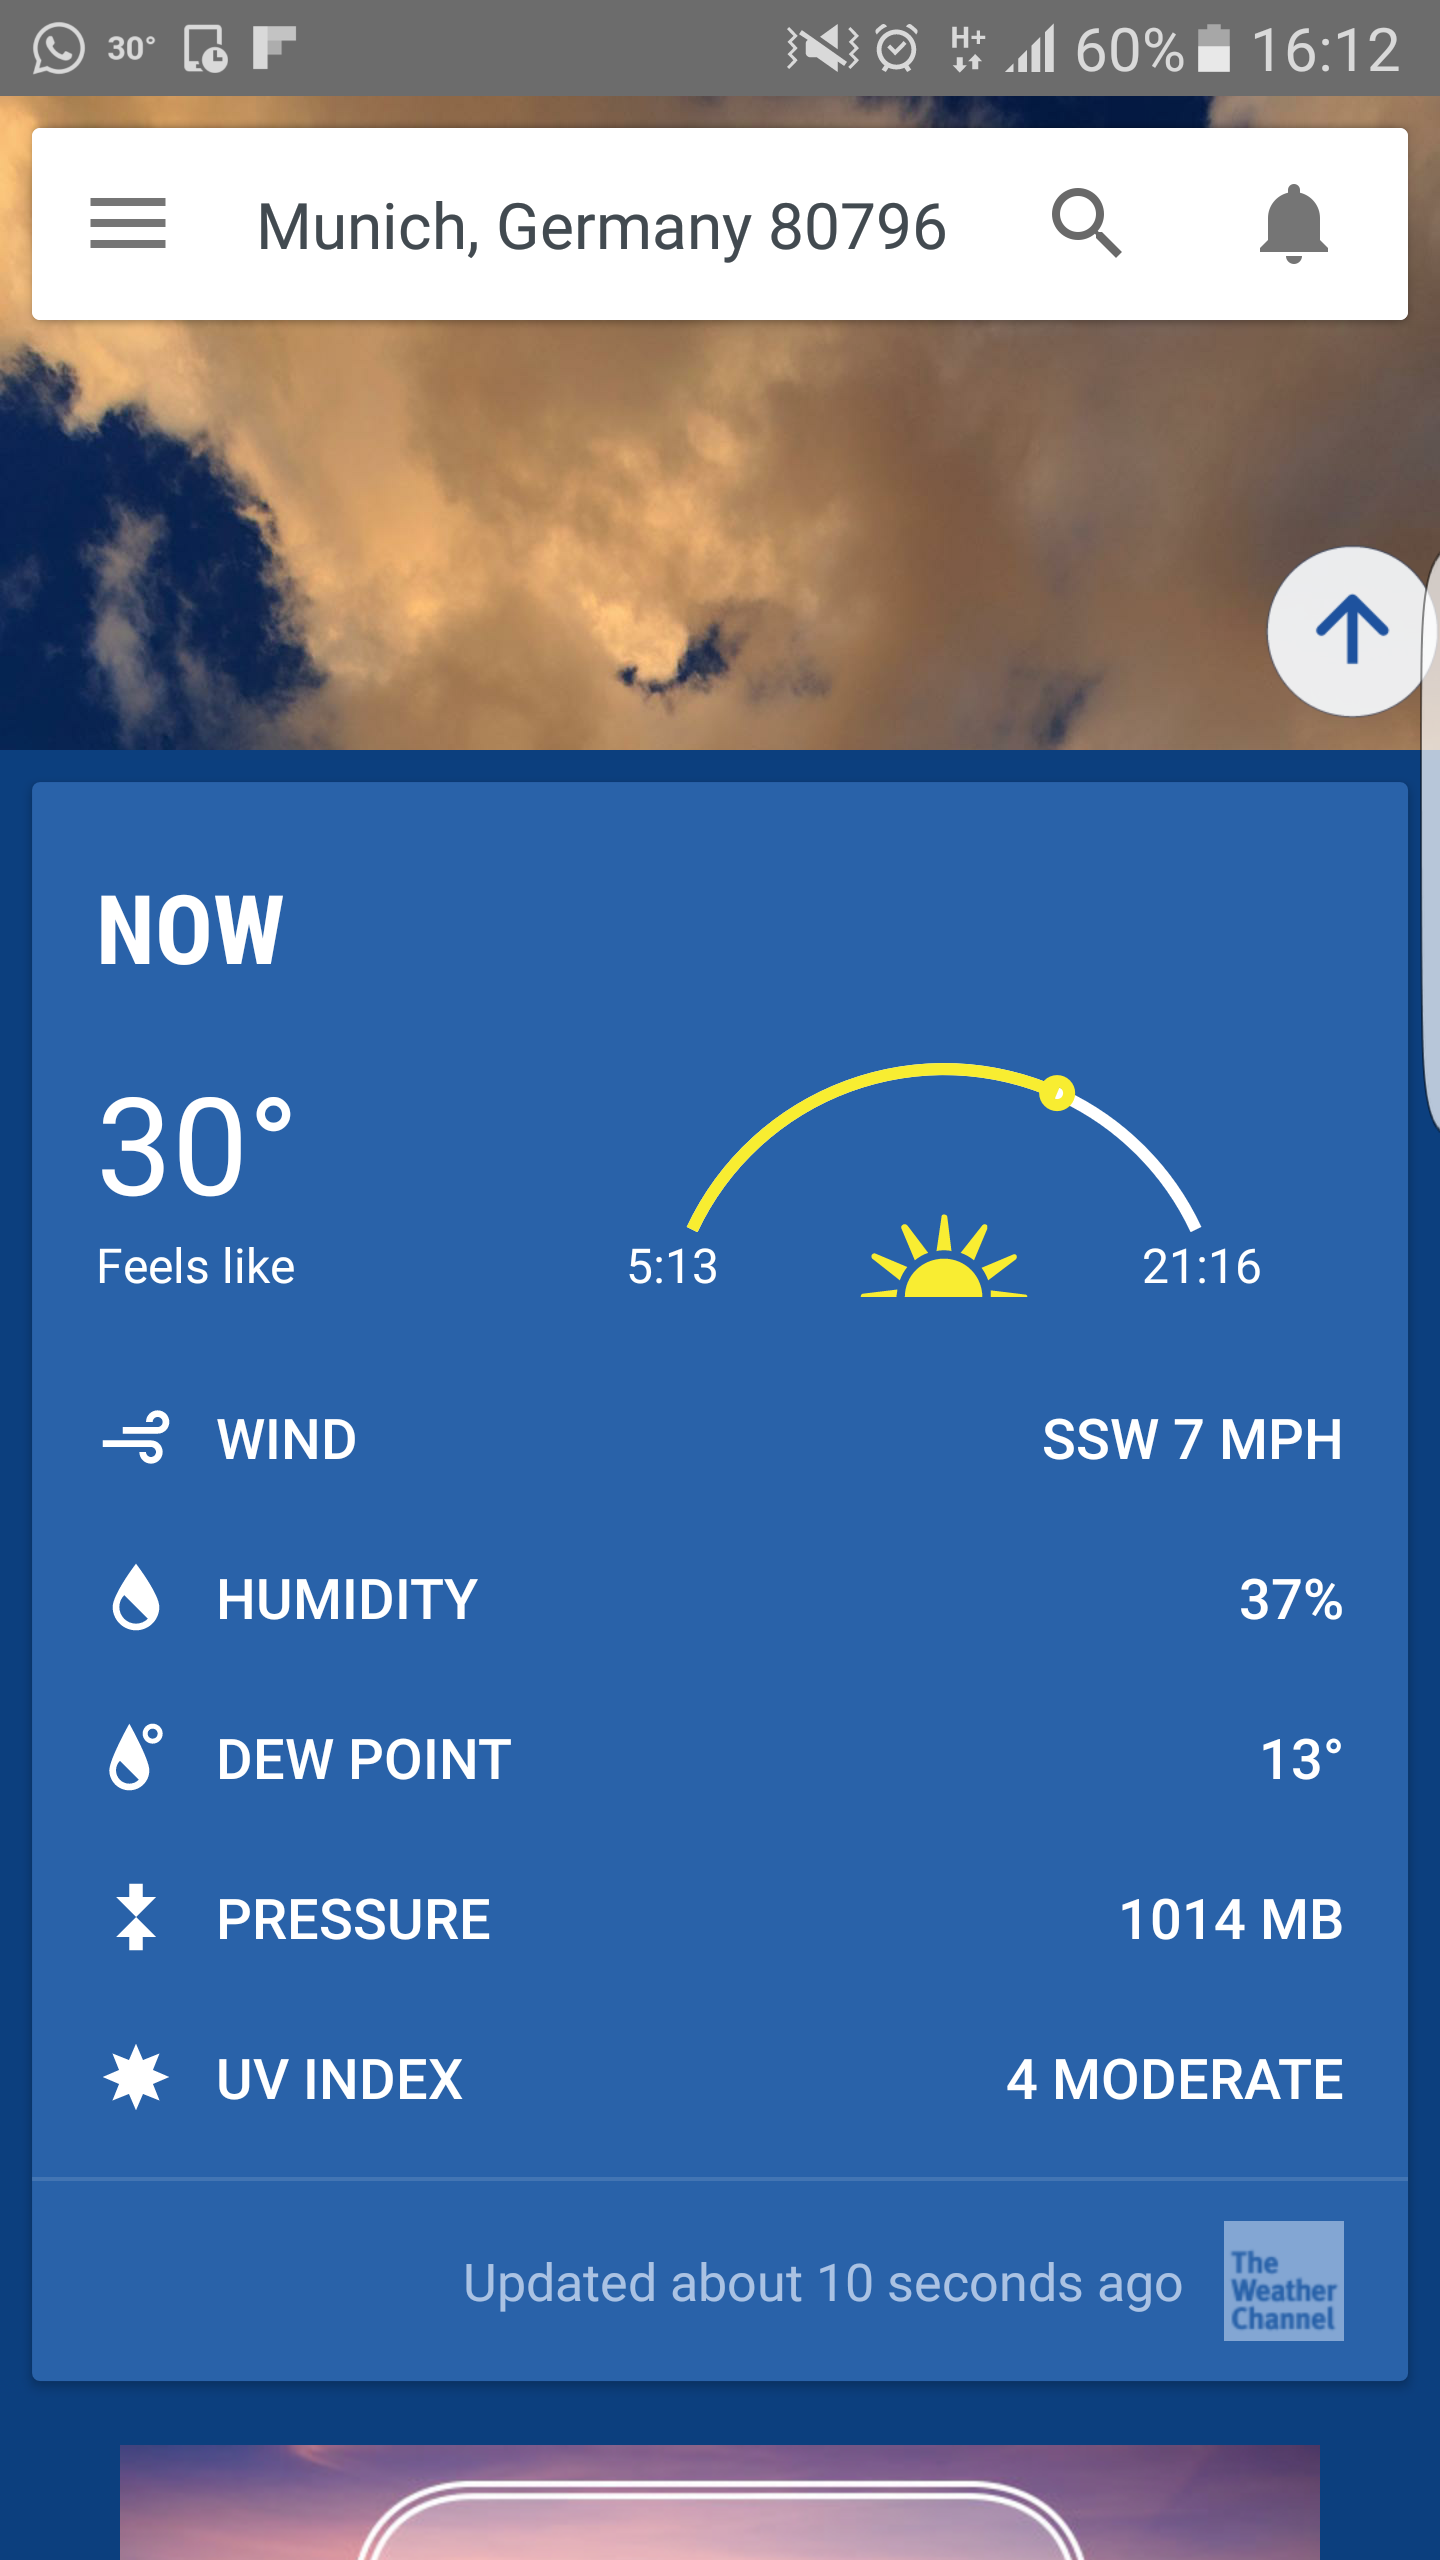 30° H+ 60% 16:12
Munich, Germany 80796
NOW
30°
Feels like
5:13 21:16
WIND SSW 7 MPH
HUMIDITY 37%
DEW POINT 13°
PRESSURE 1014 MB
UV INDEX 4 MODERATE
Updated about 10 seconds ago
The
Weather
Channel